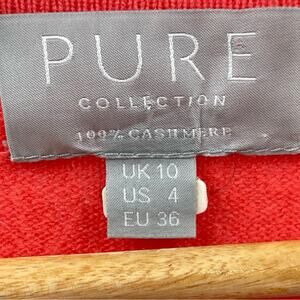 PURE
COLLECTION
100% CASHMERE
UK 10
US 4
EU 36